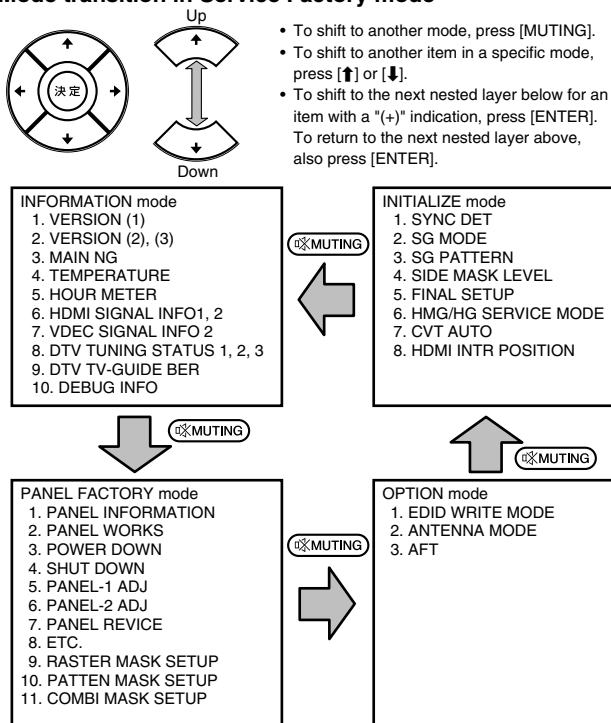 Mode transition in Service Factory mode
Up
決定
Down
• To shift to another mode, press [MUTING].
• To shift to another item in a specific mode,
press [⬆] or [⬇].
• To shift to the next nested layer below for an
item with a "(+)" indication, press [ENTER].
To return to the next nested layer above,
also press [ENTER].
INFORMATION mode
1. VERSION (1)
2. VERSION (2), (3)
3. MAIN NG
4. TEMPERATURE
5. HOUR METER
6. HDMI SIGNAL INFO1, 2
7. VDEC SIGNAL INFO 2
8. DTV TUNING STATUS 1, 2, 3
9. DTV TV-GUIDE BER
10. DEBUG INFO
MUTING
INITIALIZE mode
1. SYNC DET
2. SG MODE
3. SG PATTERN
4. SIDE MASK LEVEL
5. FINAL SETUP
6. HMG/HG SERVICE MODE
7. CVT AUTO
8. HDMI INTR POSITION
MUTING
MUTING
PANEL FACTORY mode
1. PANEL INFORMATION
2. PANEL WORKS
3. POWER DOWN
4. SHUT DOWN
5. PANEL-1 ADJ
6. PANEL-2 ADJ
7. PANEL REVICE
8. ETC.
9. RASTER MASK SETUP
10. PATTEN MASK SETUP
11. COMBI MASK SETUP
MUTING
OPTION mode
1. EDID WRITE MODE
2. ANTENNA MODE
3. AFT